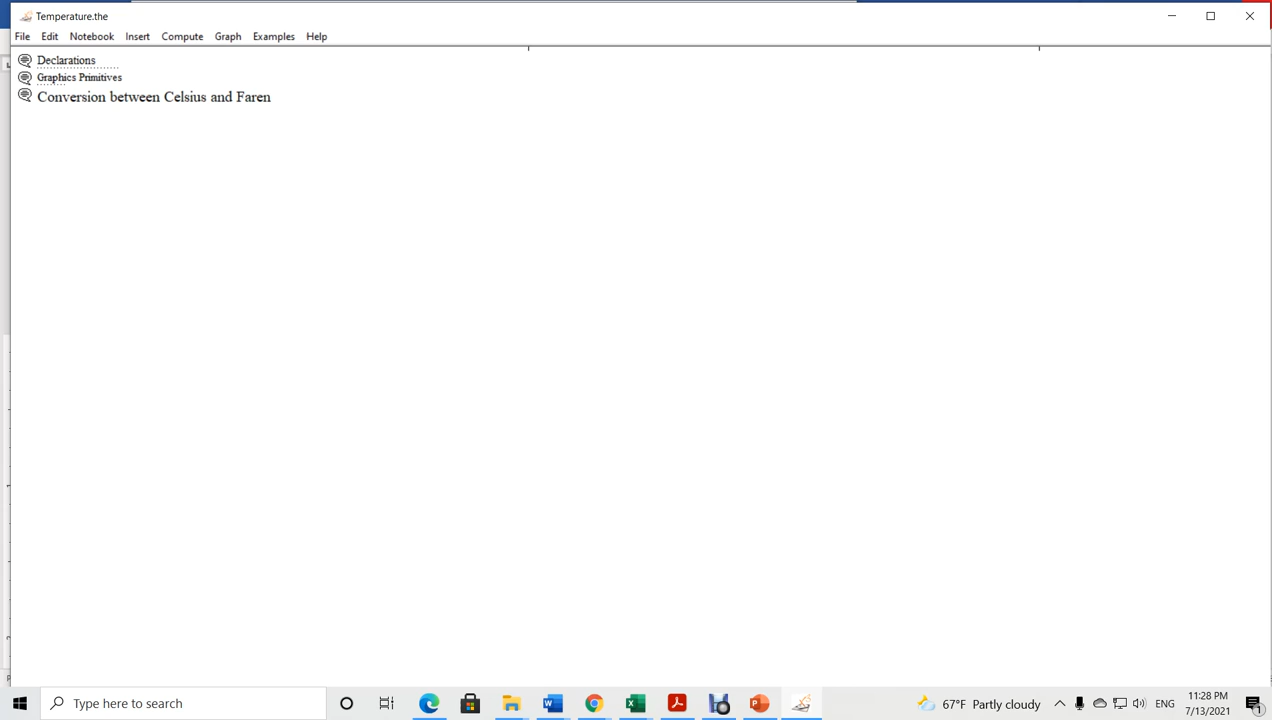 Temperature.the
File Edit Notebook Insert Compute Graph Examples Help
Declarations
Graphics Primitives
Conversion between Celsius and Faren
Type here to search
67°F Partly cloudy
ENG
11:28 PM
7/13/2021
1